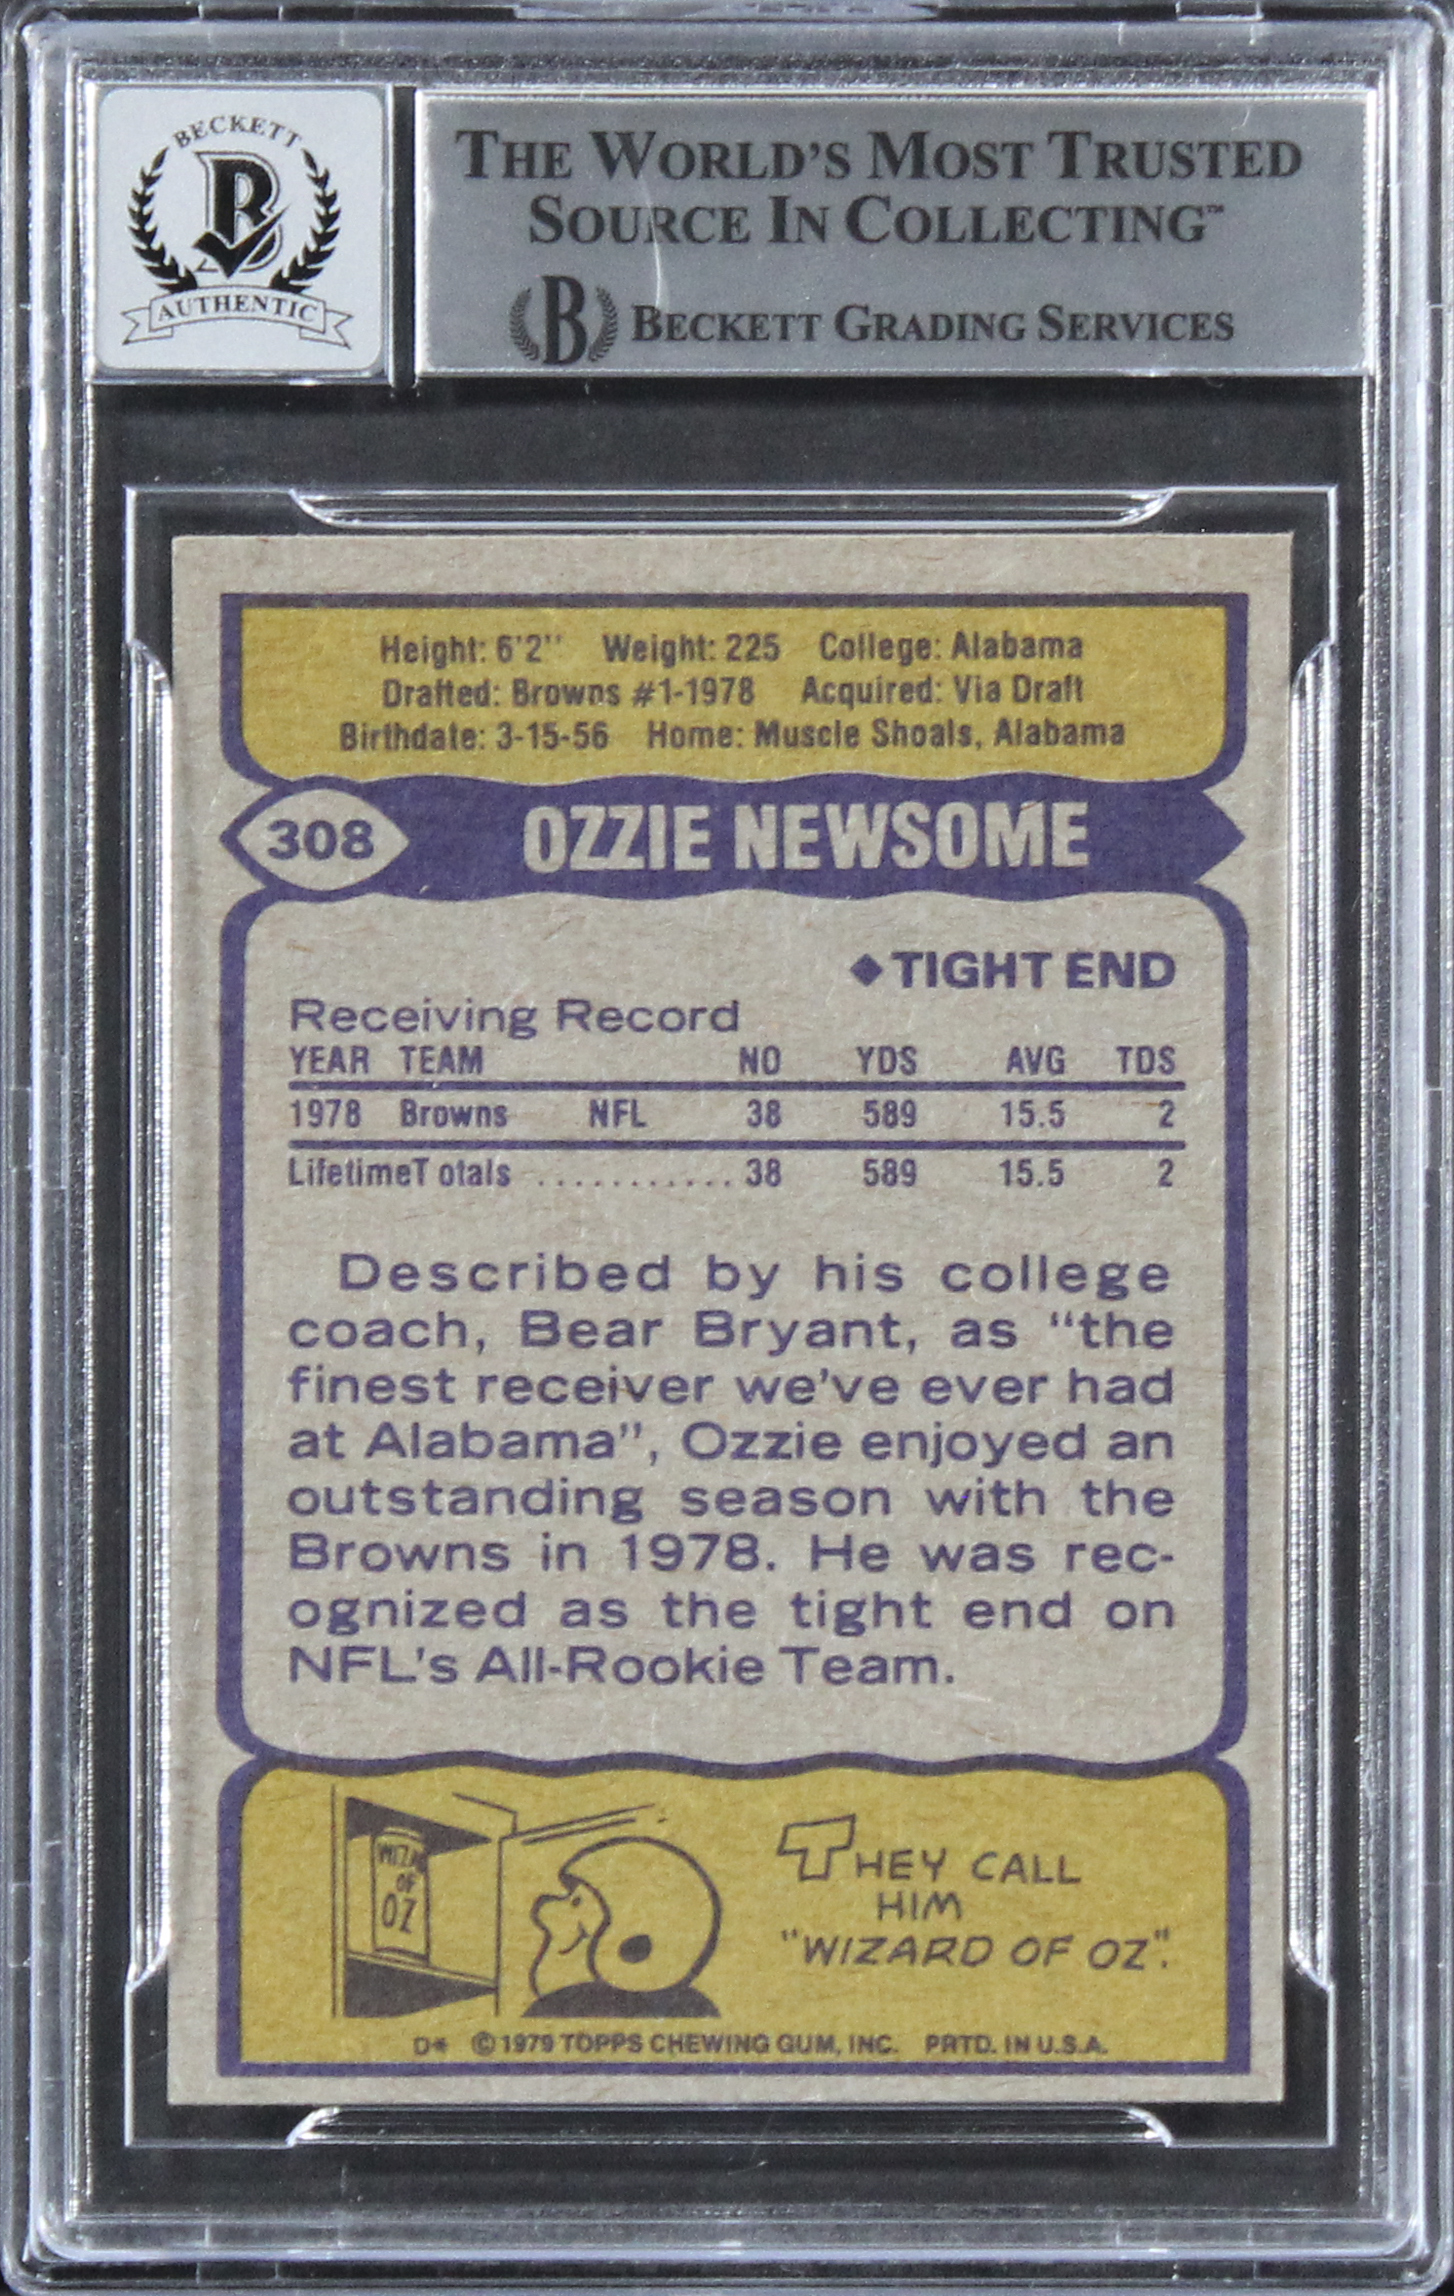 BECKETT
AUTHENTIC
THE WORLD'S MOST TRUSTED
SOURCE IN COLLECTING™
B BECKETT GRADING SERVICES
Height: 6'2'' Weight: 225 College: Alabama
Drafted: Browns #1-1978 Acquired: Via Draft
Birthdate: 3-15-56 Home: Muscle Shoals, Alabama
308 OZZIE NEWSOME
◆TIGHT END
Receiving Record
YEAR TEAM NO YDS AVG TDS
1978 Browns NFL 38 589 15.5 2
LifetimeT otals ............ 38 589 15.5 2
Described by his college
coach, Bear Bryant, as “the
finest receiver we've ever had
at Alabama”, Ozzie enjoyed an
outstanding season with the
Browns in 1978. He was rec-
ognized as the tight end on
NFL's All-Rookie Team.
WIZA
OF
OZ
THEY CALL
HIM
"WIZARD OF OZ".
D* ©1979 TOPPS CHEWING GUM, INC. PRTD. IN U.S.A.